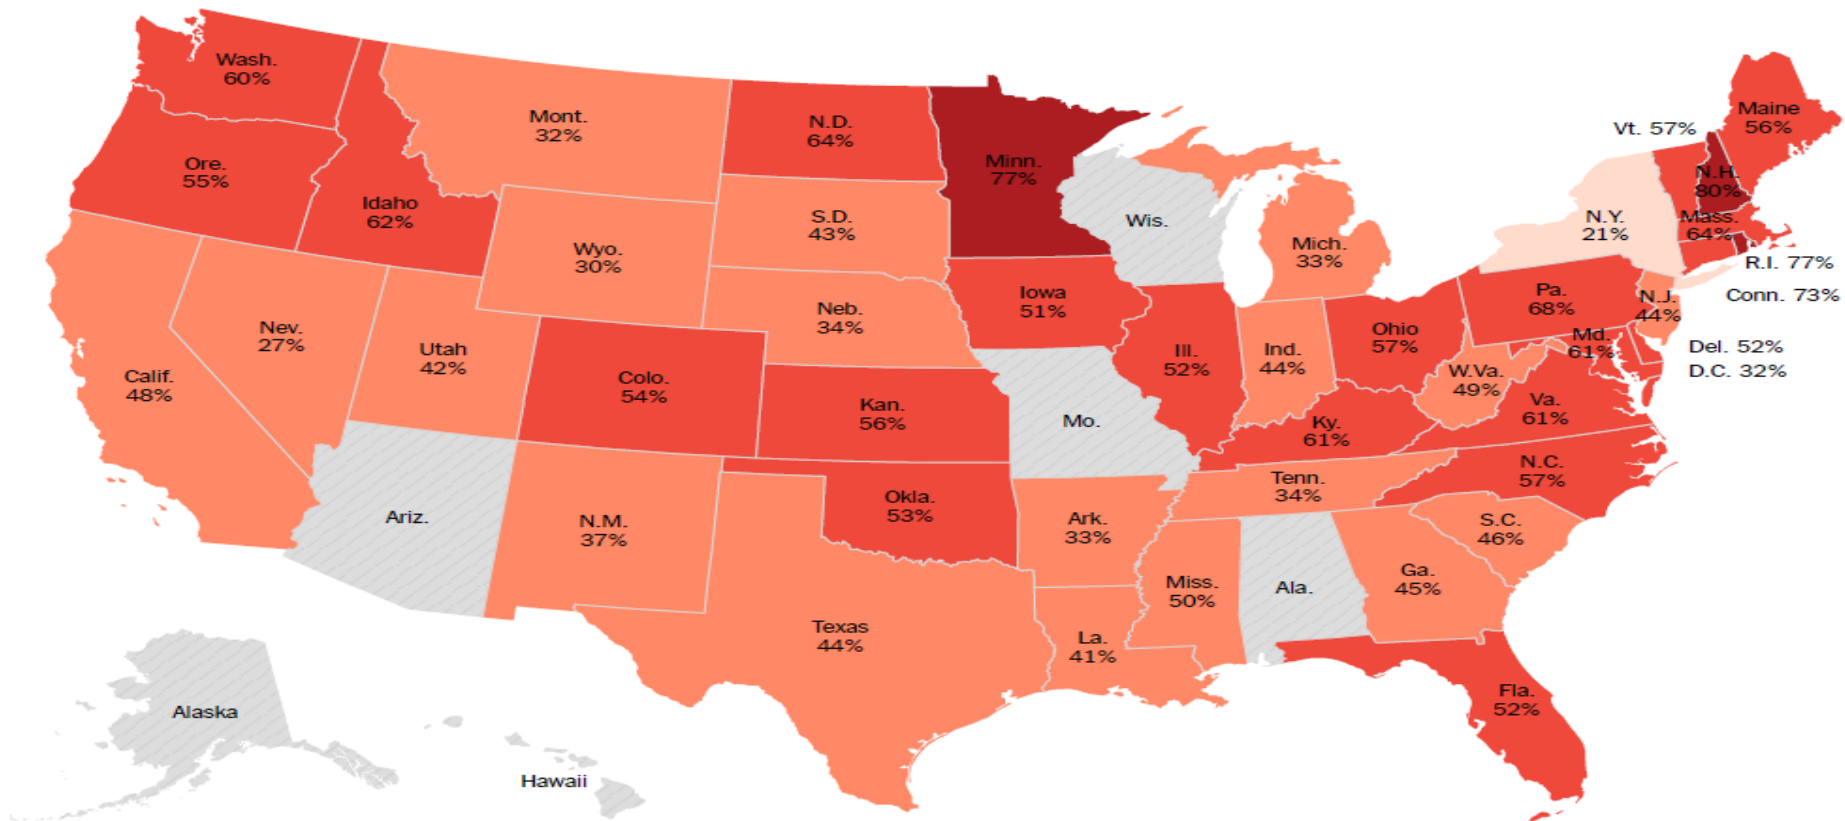 Wash.
60%
Ore.
55%
Idaho
62%
Mont.
32%
N.D.
64%
Minn.
77%
Wis.
S.D.
43%
Wyo.
30%
Mich.
33%
Vt. 57%
Maine
56%
N.H.
80%
N.Y.
21%
Mass.
64%
R.I. 77%
Conn. 73%
Calif.
48%
Nev.
27%
Utah
42%
Colo.
54%
Neb.
34%
Iowa
51%
Kan.
56%
Mo.
Ill.
52%
Ind.
44%
Ohio
57%
Pa.
68%
N.J.
44%
Md.
61%
Del. 52%
D.C. 32%
W.Va.
49%
Va.
61%
Ky.
61%
N.C.
57%
Tenn.
34%
Ariz.
N.M.
37%
Okla.
53%
Ark.
33%
S.C.
46%
Miss.
50%
Ala.
Ga.
45%
Texas
44%
La.
41%
Fla.
52%
Alaska
Hawaii